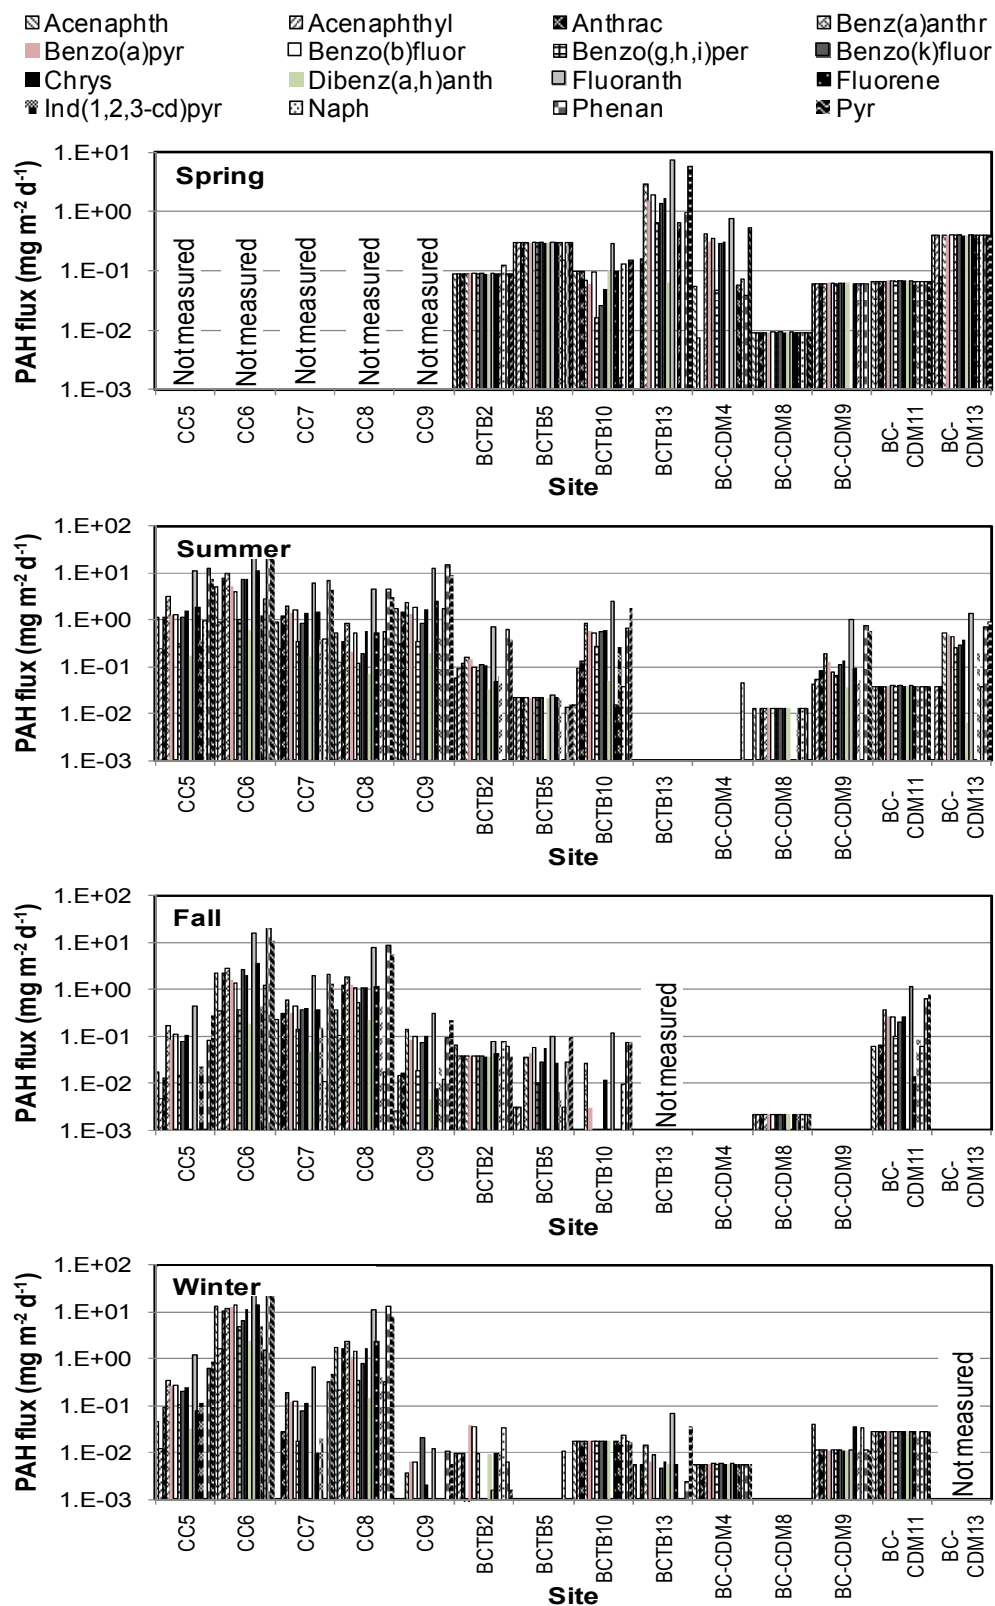 Acenaphth Acenaphthyl Anthrac Benz(a)anthr
Benzo(a)pyr Benzo(b)fluor Benzo(g,h,i)per Benzo(k)fluor
Chrys Dibenz(a,h)anth Fluoranth Fluorene
Ind(1,2,3-cd)pyr Naph Phenan Pyr
PAH flux (mg m-2 d-1)
1.E+01
1.E+00
1.E-01
1.E-02
1.E-03
Spring
Not measured
Not measured
Not measured
Not measured
Not measured
CC5
CC6
CC7
CC8
CC9
BCTB2
BCTB5
BCTB10
BCTB13
BC-CDM4
BC-CDM8
BC-CDM9
BC-
CDM11
BC-
CDM13
Site
PAH flux (mg m-2 d-1)
1.E+02
1.E+01
1.E+00
1.E-01
1.E-02
1.E-03
Summer
CC5
CC6
CC7
CC8
CC9
BCTB2
BCTB5
BCTB10
BCTB13
BC-CDM4
BC-CDM8
BC-CDM9
BC-
CDM11
BC-
CDM13
Site
PAH flux (mg m-2 d-1)
1.E+02
1.E+01
1.E+00
1.E-01
1.E-02
1.E-03
Fall
Not measured
CC5
CC6
CC7
CC8
CC9
BCTB2
BCTB5
BCTB10
BCTB13
BC-CDM4
BC-CDM8
BC-CDM9
BC-
CDM11
BC-
CDM13
Site
PAH flux (mg m-2 d-1)
1.E+02
1.E+01
1.E+00
1.E-01
1.E-02
1.E-03
Winter
Not measured
CC5
CC6
CC7
CC8
CC9
BCTB2
BCTB5
BCTB10
BCTB13
BC-CDM4
BC-CDM8
BC-CDM9
BC-
CDM11
BC-
CDM13
Site